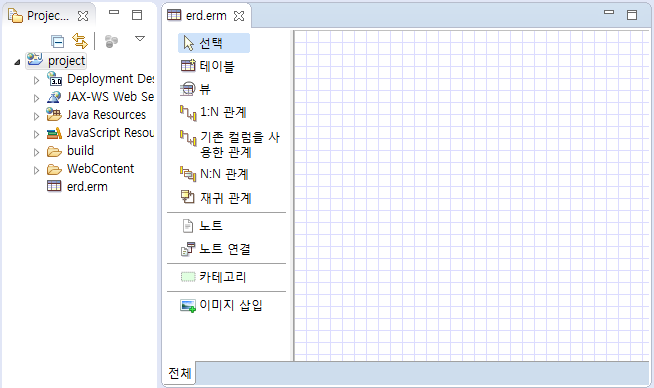 Projec...
erd.erm
project
Deployment Des
JAX-WS Web Se
Java Resources
JavaScript Resou
build
WebContent
erd.erm
선택
테이블
뷰
1:N 관계
기존 컬럼을 사
용한 관계
N:N 관계
재귀 관계
노트
노트 연결
카테고리
이미지 삽입
전체